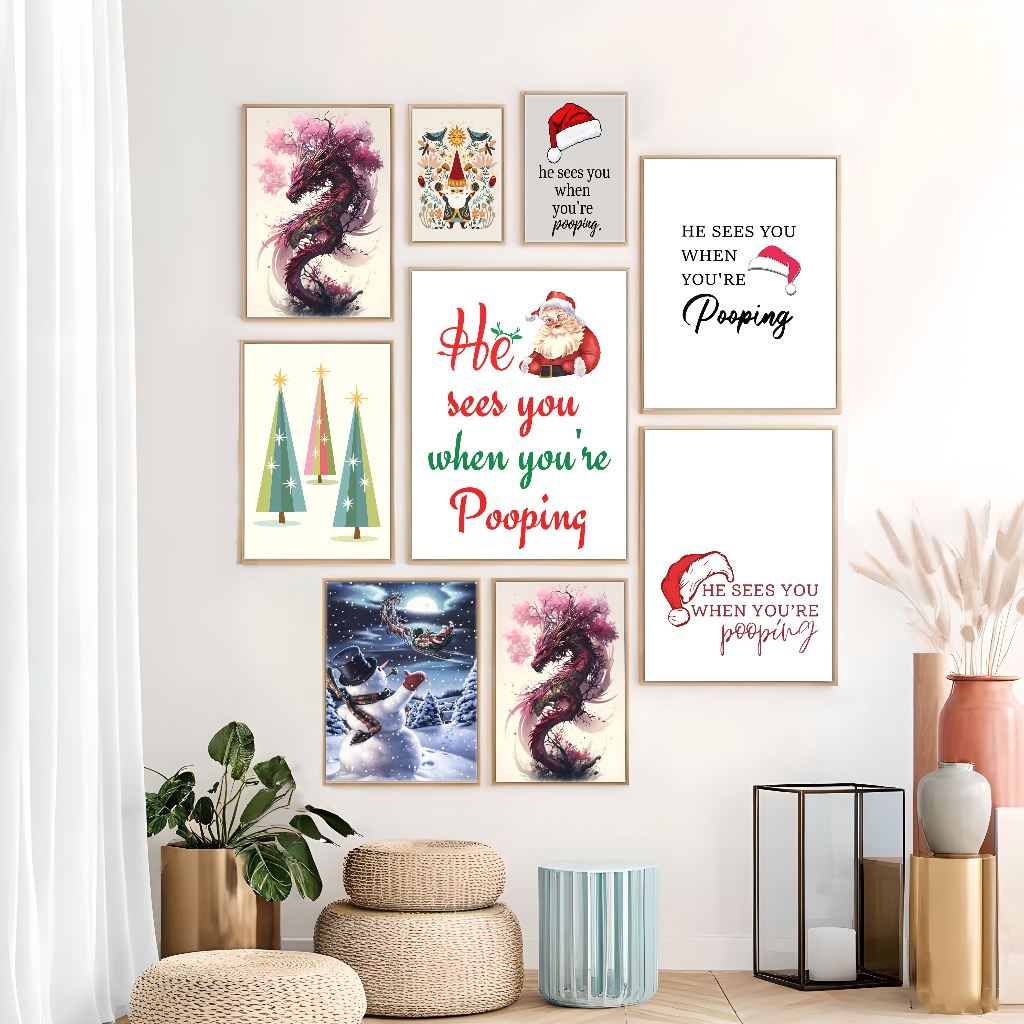 he sees you
when
you're
pooping.
HE SEES YOU
WHEN
YOU'RE
Pooping
He
sees you
when you're
Pooping
HE SEES YOU
WHEN YOU'RE
pooping